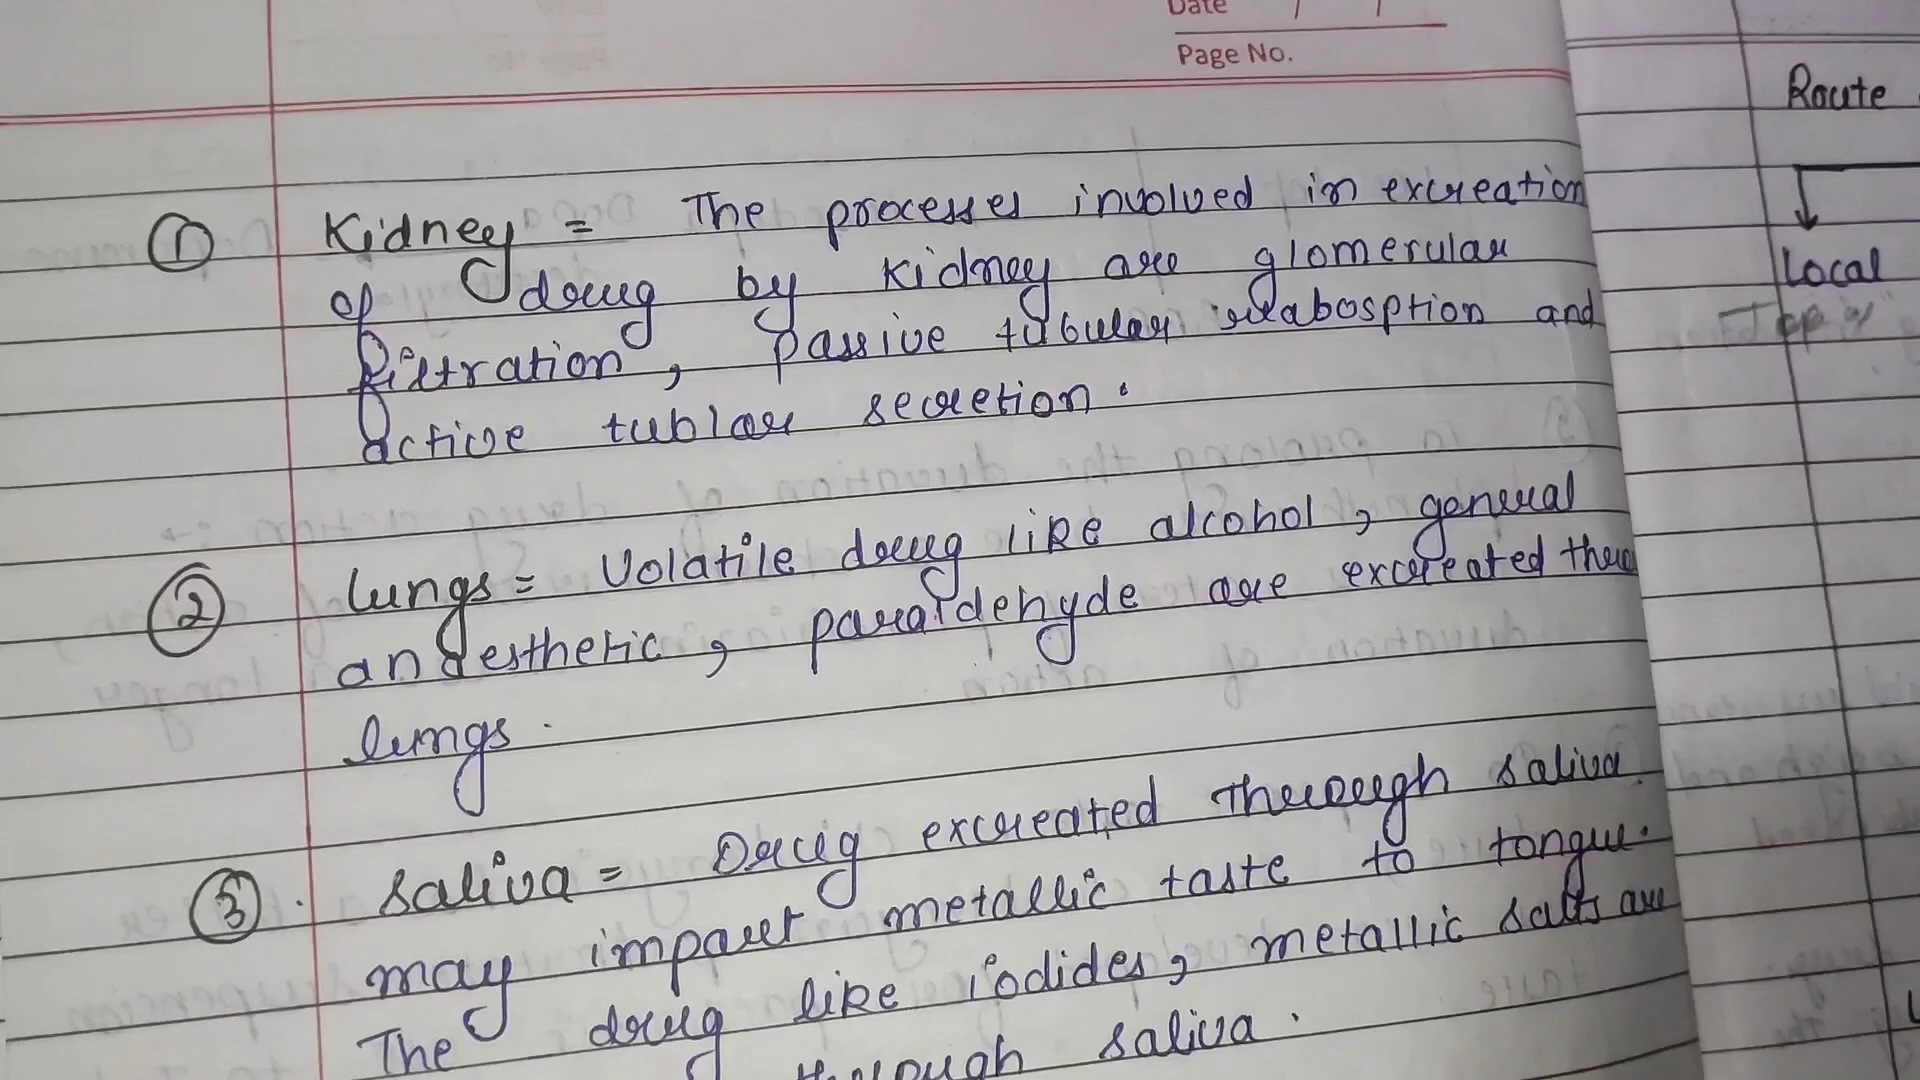 Date / /
Page No.
① Kidney = The processes involved in excreation
of drug by kidney are glomerular
filtration, passive tubular reabosption and
active tublar secretion.
② lungs = Volatile drug like alcohol, general
anaesthetic, paraldehyde are excreated thro
lungs.
③. saliva = Drug excreated through saliva
may impart metallic taste to tongue.
The drug like iodides, metallic salts are
through saliva.
Route
Local